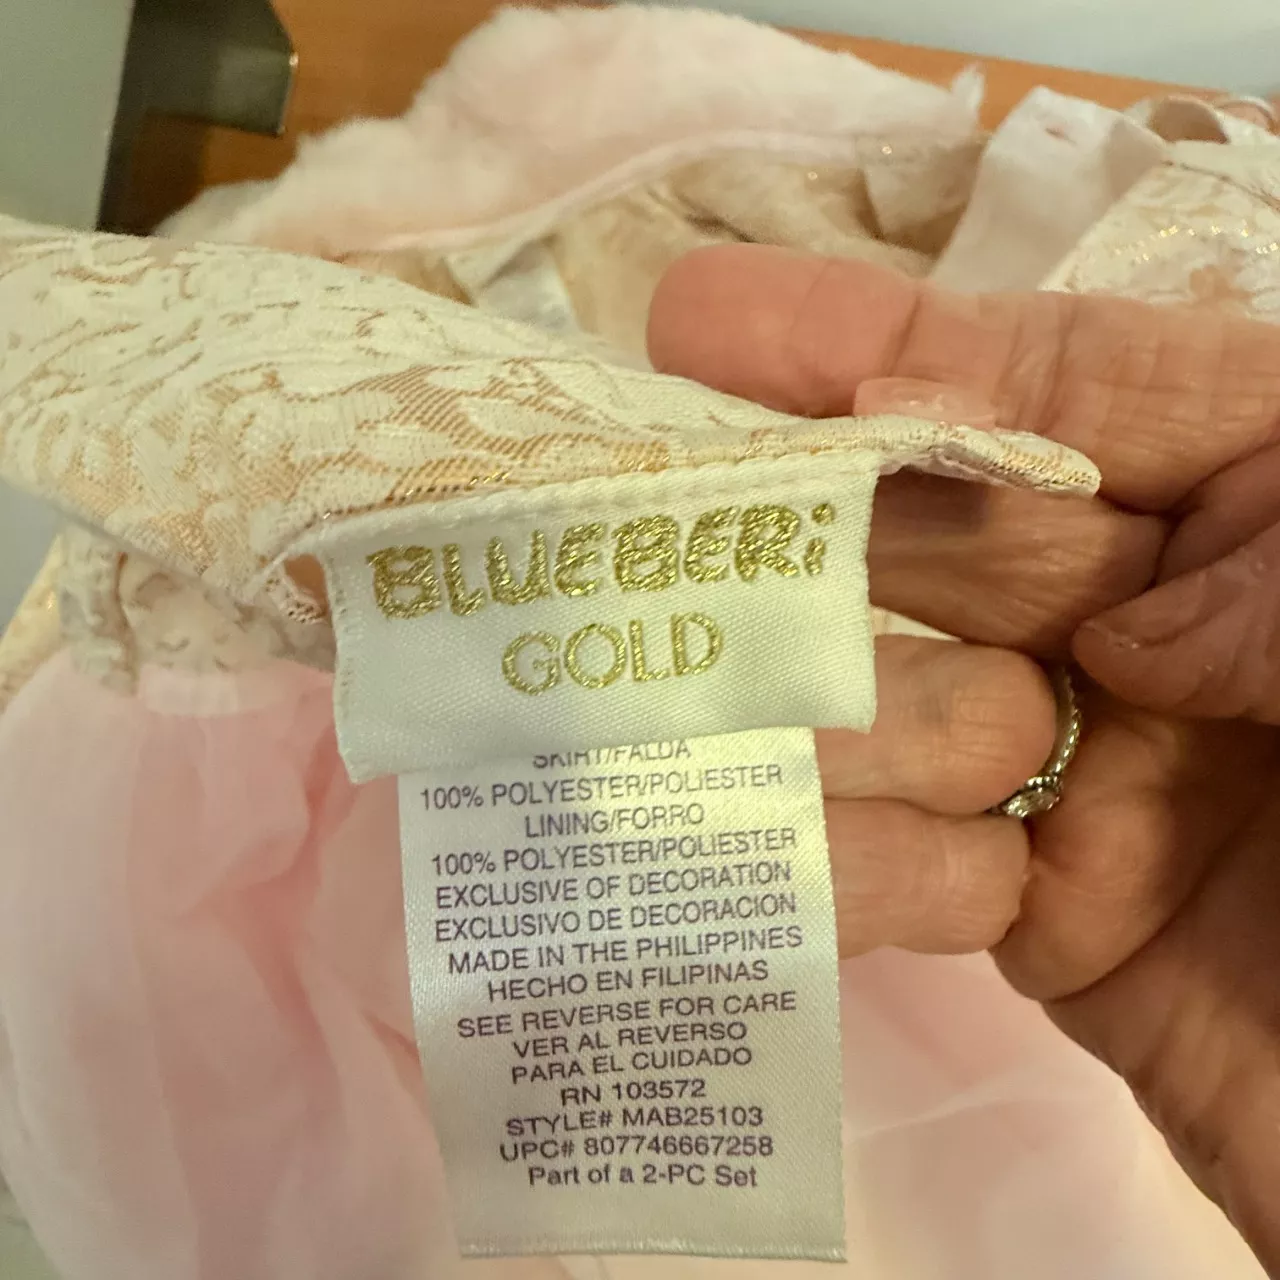 BLUEBERi
GOLD
SKIRT/FALDA
100% POLYESTER/POLIESTER
LINING/FORRO
100% POLYESTER/POLIESTER
EXCLUSIVE OF DECORATION
EXCLUSIVO DE DECORACION
MADE IN THE PHILIPPINES
HECHO EN FILIPINAS
SEE REVERSE FOR CARE
VER AL REVERSO
PARA EL CUIDADO
RN 103572
STYLE# MAB25103
UPC# 807746667258
Part of a 2-PC Set